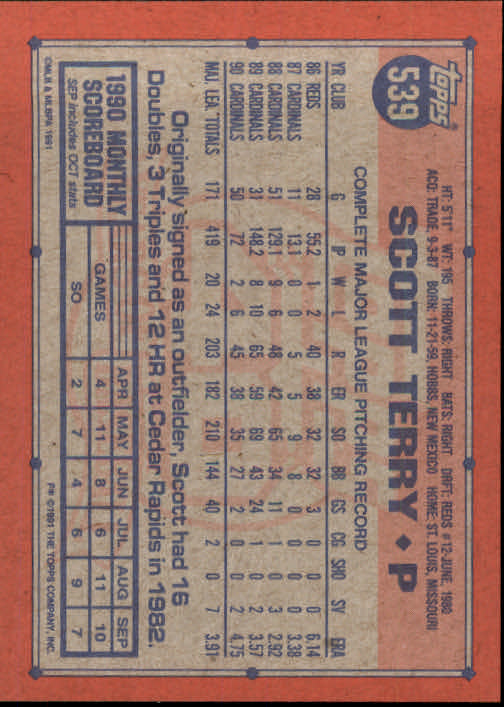 topps
539
HT: 5'11" WT: 195 THROWS: RIGHT BATS: RIGHT DRAFT: REDS #12-JUNE, 1982
ACQ: TRADE, 9-3-87 BORN: 11-21-59, HOBBS, NEW MEXICO HOME: ST. LOUIS, MISSOURI
SCOTT TERRY ♦ P
COMPLETE MAJOR LEAGUE PITCHING RECORD
YR CLUB G IP W L R ER SO BB GS CG SHO SV ERA
86 REDS 28 55.2 1 2 40 38 32 32 3 0 0 0 6.14
87 CARDINALS 11 13.1 0 0 5 5 9 8 0 0 0 0 3.38
88 CARDINALS 51 129.1 9 6 48 42 65 34 11 1 0 3 2.92
89 CARDINALS 31 148.2 8 10 65 59 69 43 24 1 0 2 3.57
90 CARDINALS 50 72 2 6 45 38 35 27 2 0 0 2 4.75
MAJ. LEA. TOTALS 171 419 20 24 203 182 210 144 40 2 0 7 3.91
Originally signed as an outfielder, Scott had 16
Doubles, 3 Triples and 12 HR at Cedar Rapids in 1982.
1990 MONTHLY
SCOREBOARD
SEP includes OCT stats
APR MAY JUN JUL AUG SEP
GAMES 4 11 8 6 11 10
SO 2 7 4 6 9 7
©MLB & MLBPA 1991
P® ©1991 THE TOPPS COMPANY, INC.